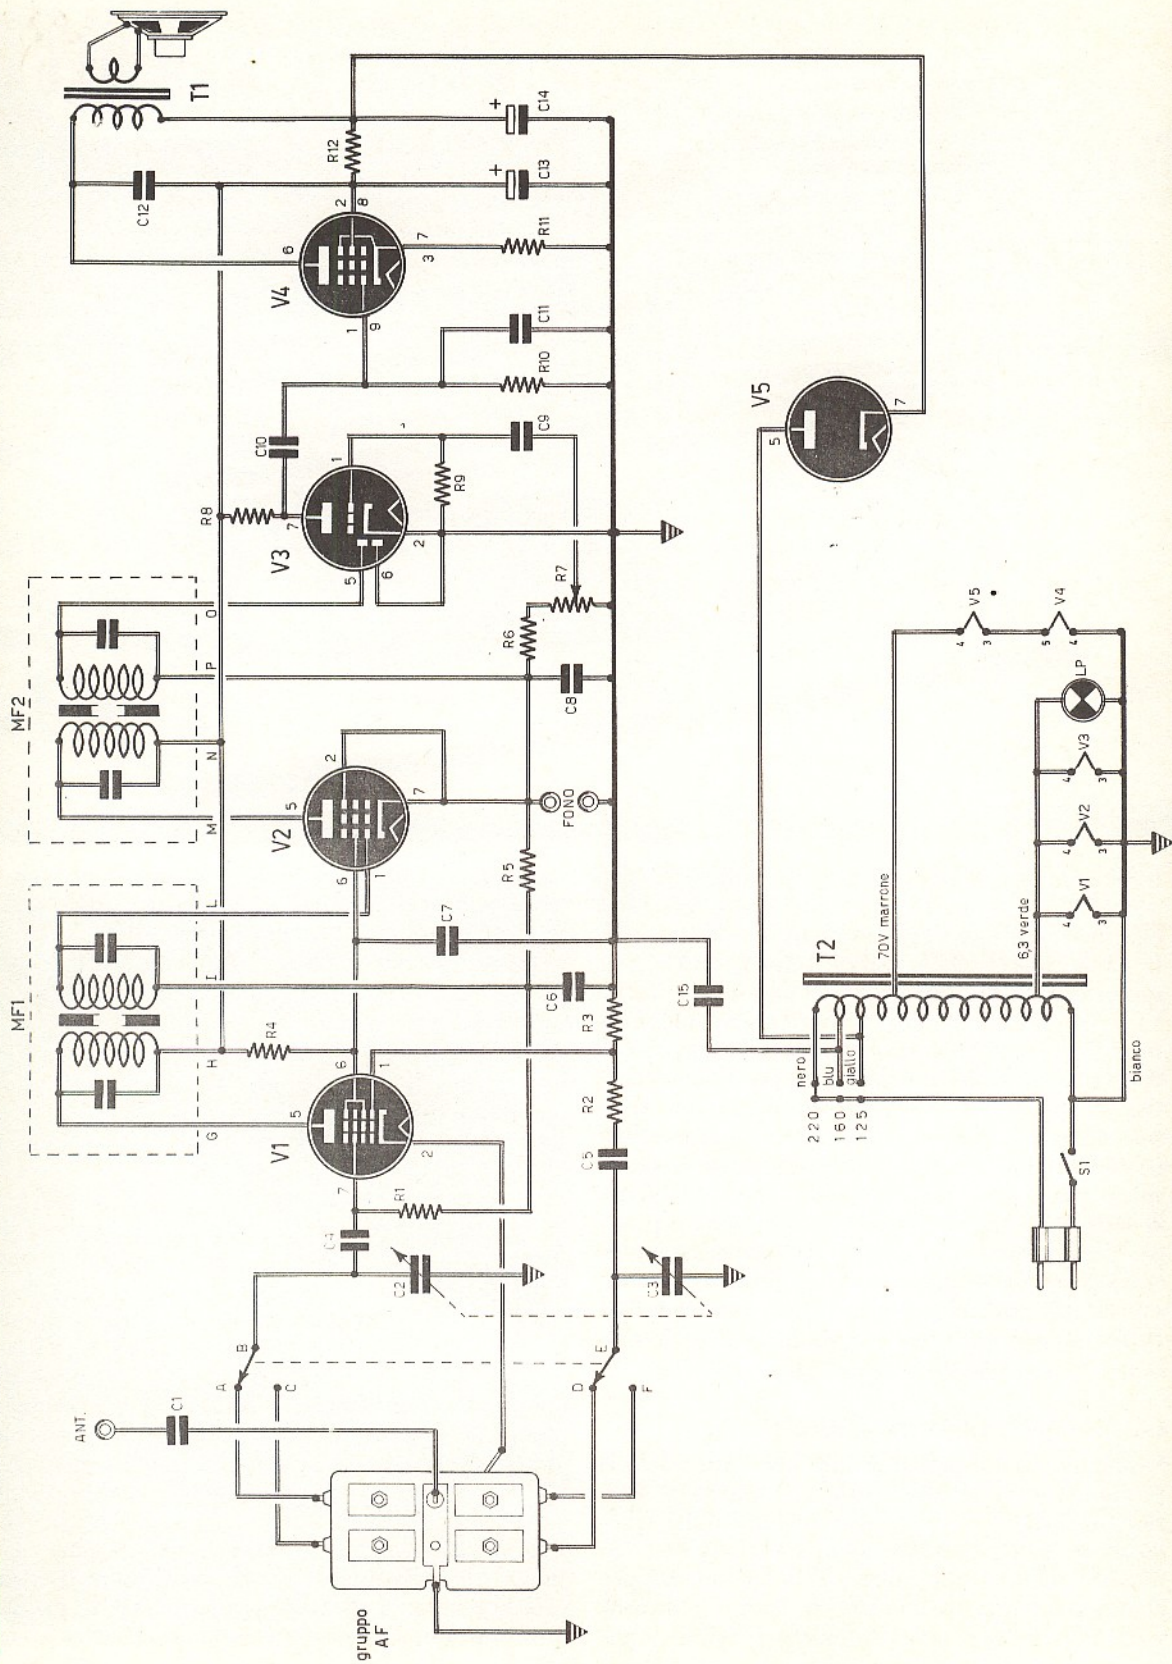 MF1
MF2
ANT.
C1
A
B
C
G
H
I
L
M
N
P
O
R8
C12
T1
V1
V2
V3
V4
C10
R4
5
5
7
6
C4
7
6
6
5
1
1
2
R12
2
8
9
gruppo
AF
C2
R1
1
2
C7
2
7
5
6
2
R9
3
7
+
+
R5
R6
C6
C8
FONO
R7
C9
R10
C11
R11
C13
C14
D
E
F
C5
R2
R3
C3
C15
V5
5
7
220
160
125
nero
blu
giallo
T2
70V marrone
6,3 verde
bianco
S1
4
V1
3
4
V2
3
4
V3
3
LP
4
V5
3
5
V4
4